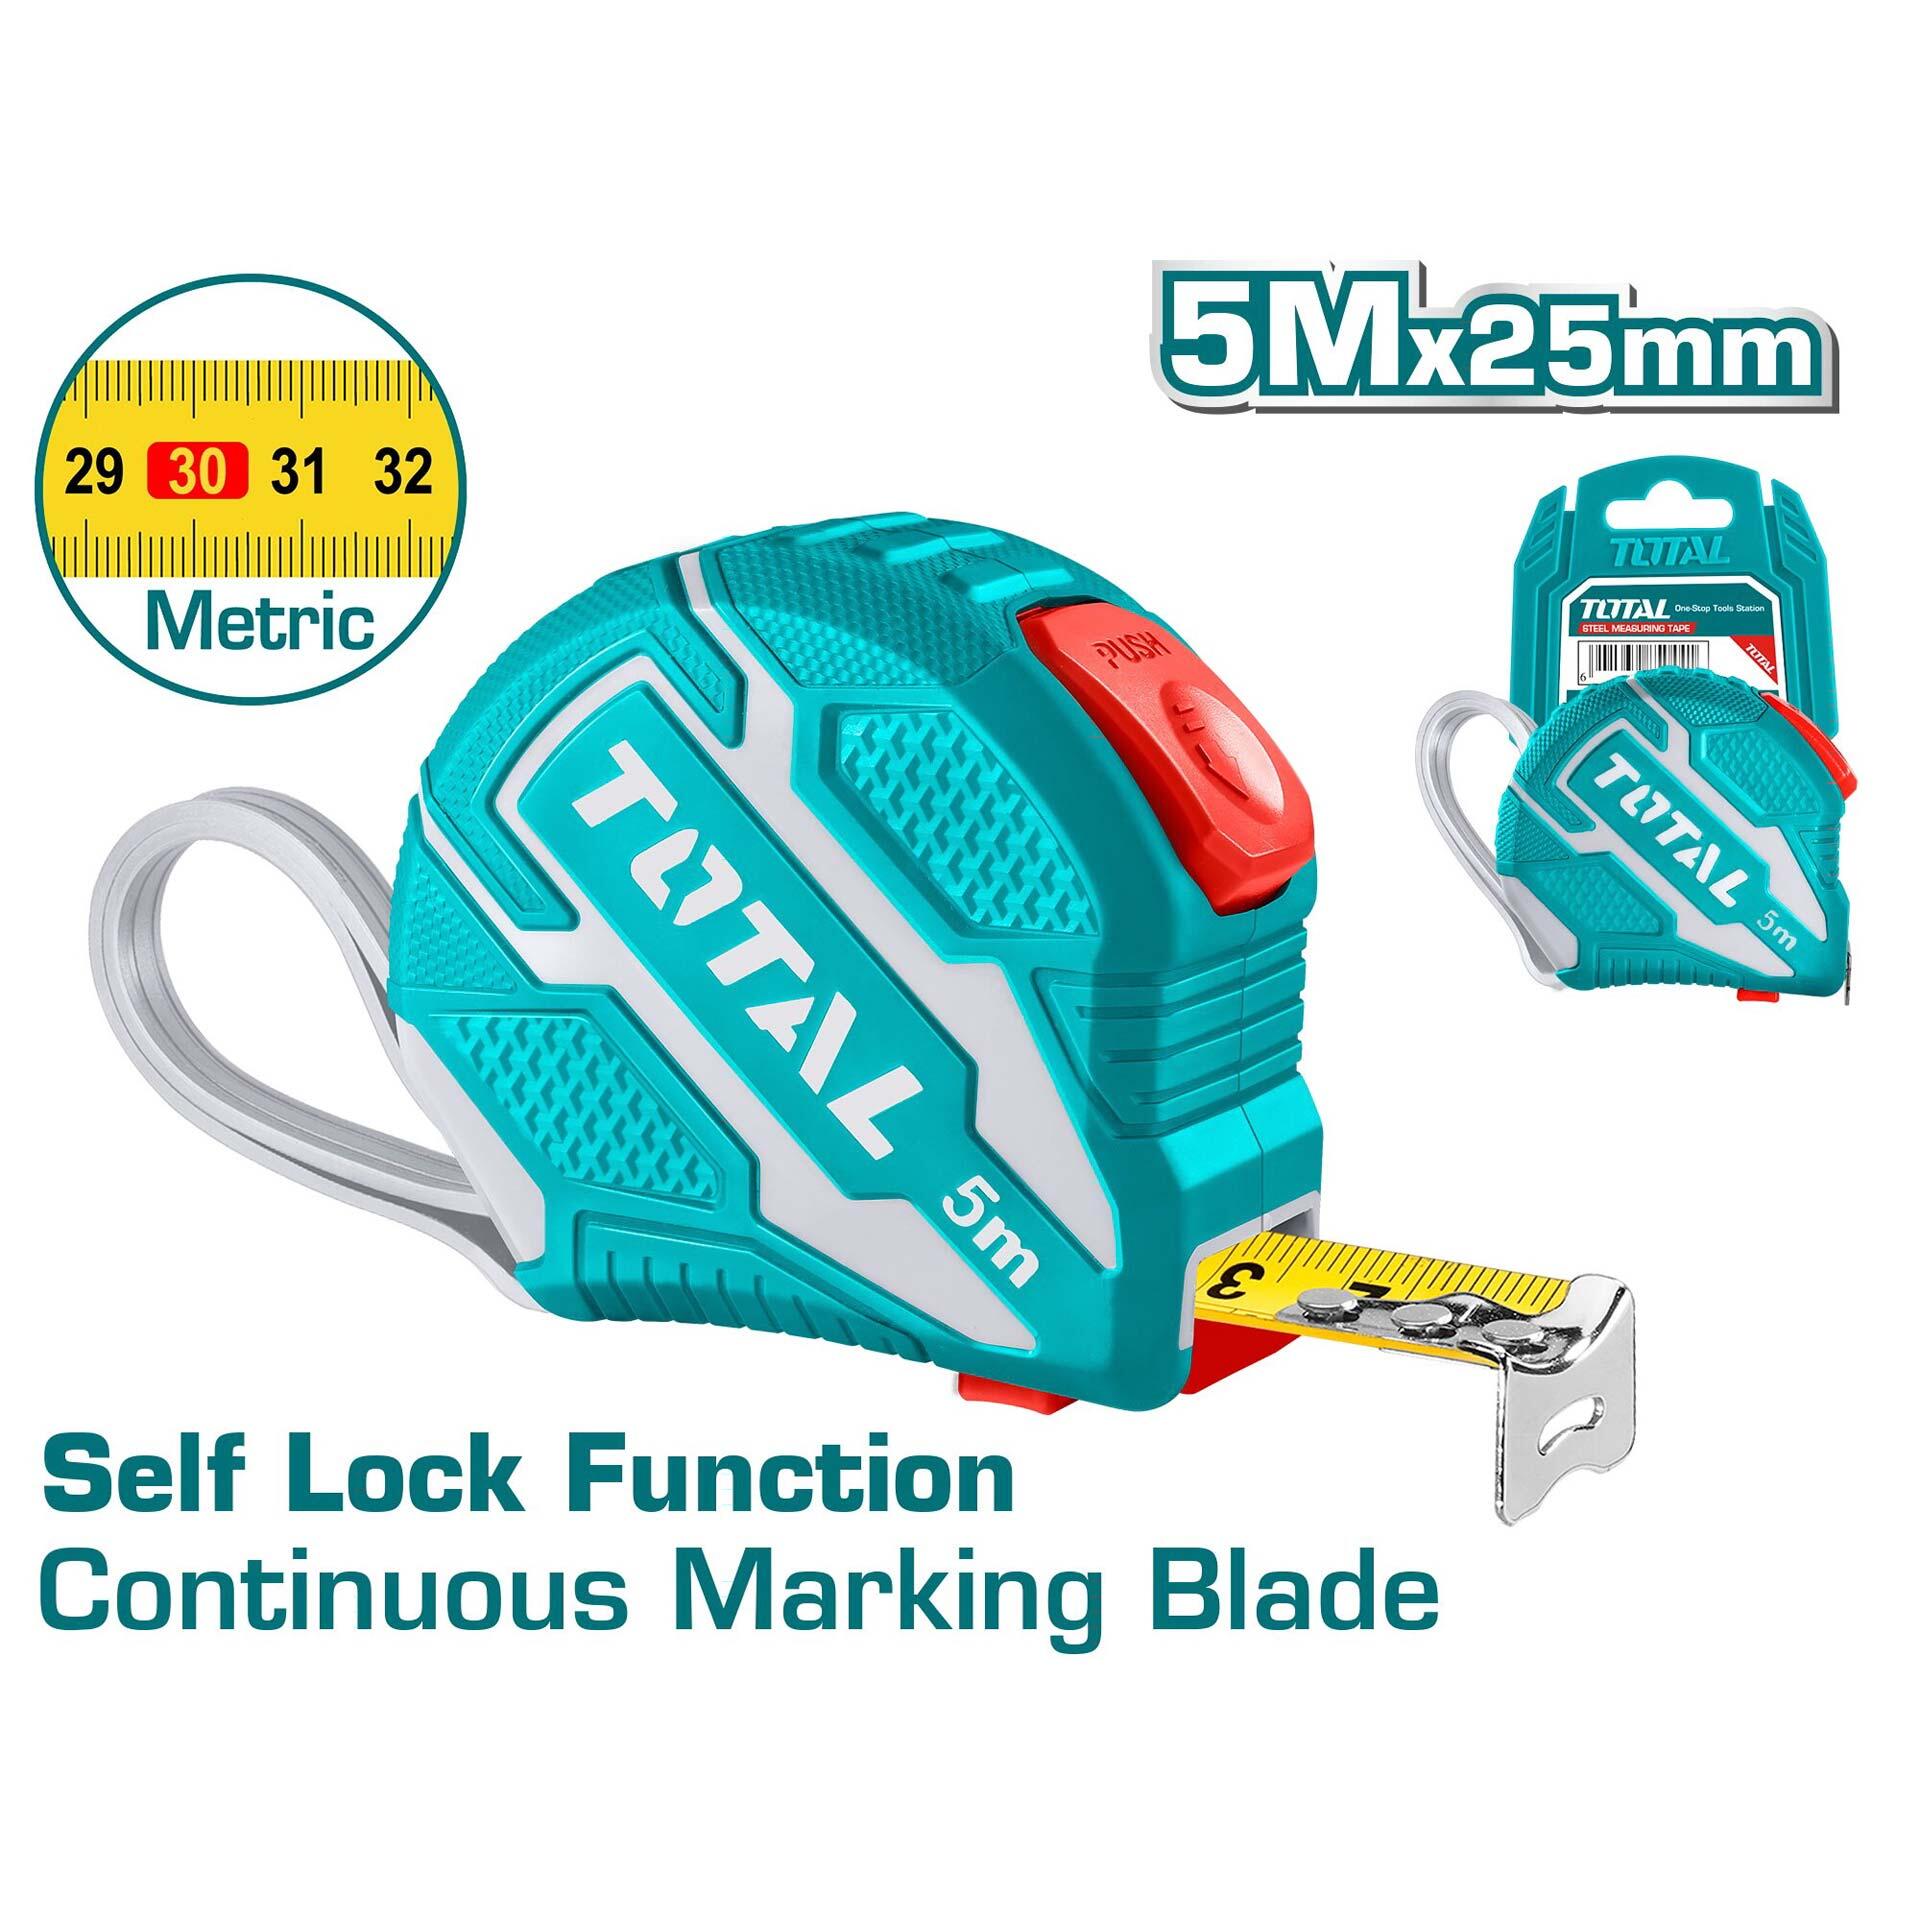 5Mx25mm
29 30 31 32
Metric
TOTAL
TOTAL One-Stop Tools Station
STEEL MEASURING TAPE
TOTAL
6
TOTAL
5m
PUSH
TOTAL
5m
3
Self Lock Function
Continuous Marking Blade